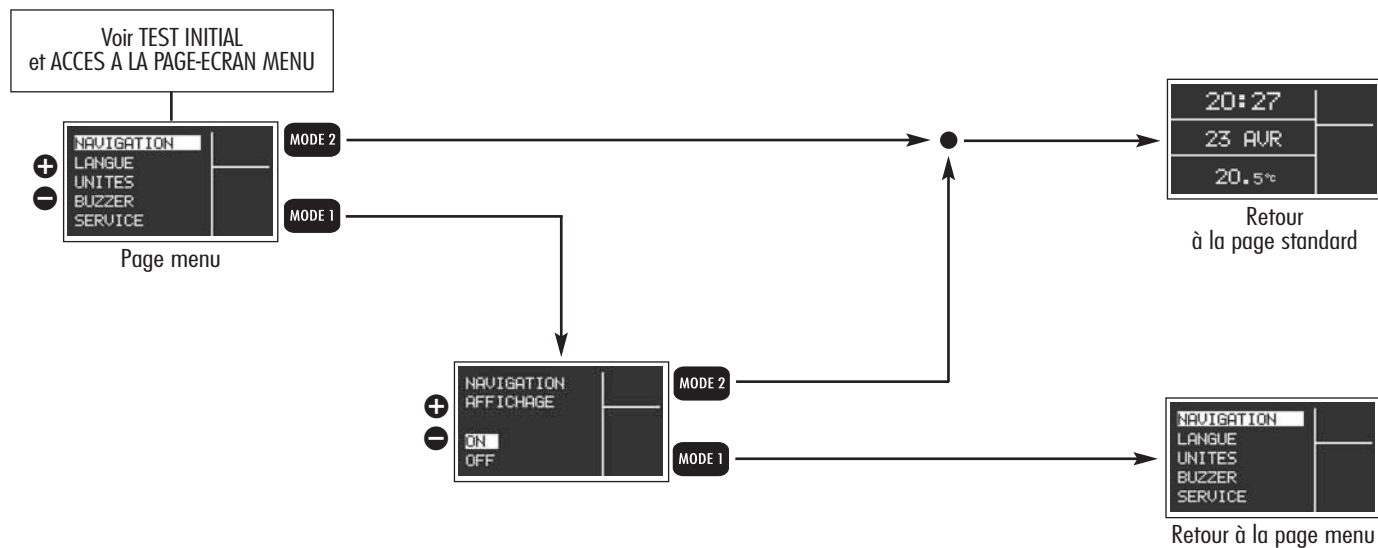 Voir TEST INITIAL
et ACCES A LA PAGE-ECRAN MENU
NAVIGATION
LANGUE
UNITES
BUZZER
SERVICE
MODE 2
MODE 1
Page menu
20:27
23 AVR
20.5°C
Retour
à la page standard
NAVIGATION
AFFICHAGE
ON
OFF
MODE 2
MODE 1
NAVIGATION
LANGUE
UNITES
BUZZER
SERVICE
Retour à la page menu